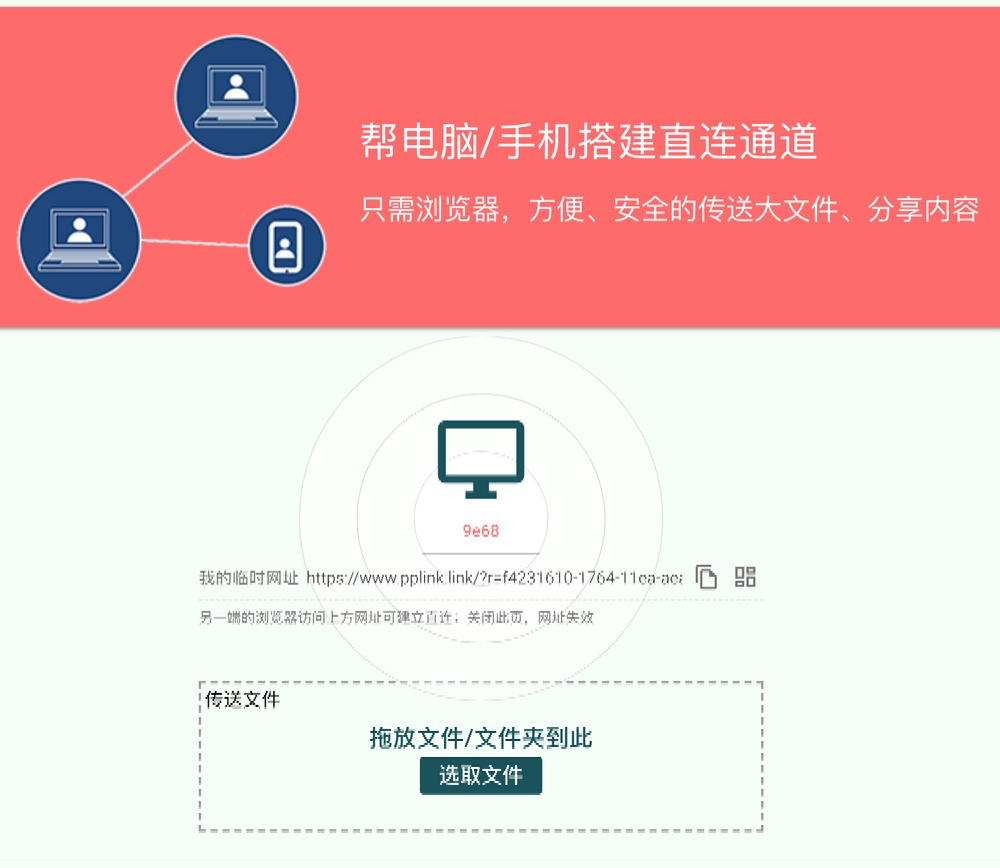 帮电脑/手机搭建直连通道
只需浏览器，方便、安全的传送大文件、分享内容
9e68
我的临时网址 https://www.pplink.link/?r=f4231610-1764-11ea-aea
另一端的浏览器访问上方网址可建立直连；关闭此页，网址失效
传送文件
拖放文件/文件夹到此
选取文件